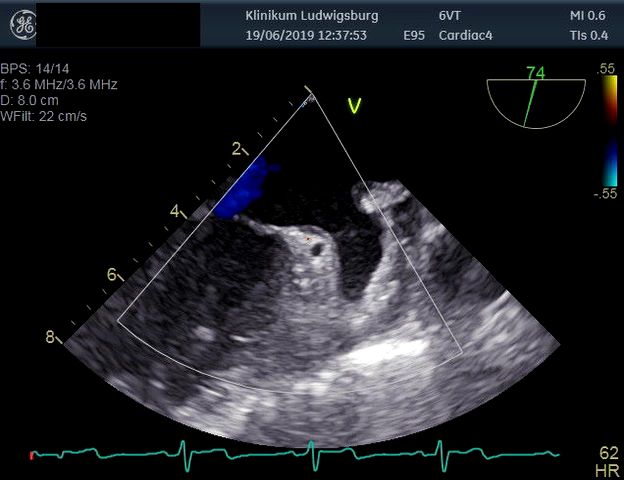 GE
Klinikum Ludwigsburg
6VT
MI 0.6
19/06/2019 12:37:53
E95
Cardiac4
TIs 0.4
BPS: 14/14
f: 3.6 MHz/3.6 MHz
D: 8.0 cm
WFilt: 22 cm/s
74
.55
-.55
V
2
4
6
8
62
HR